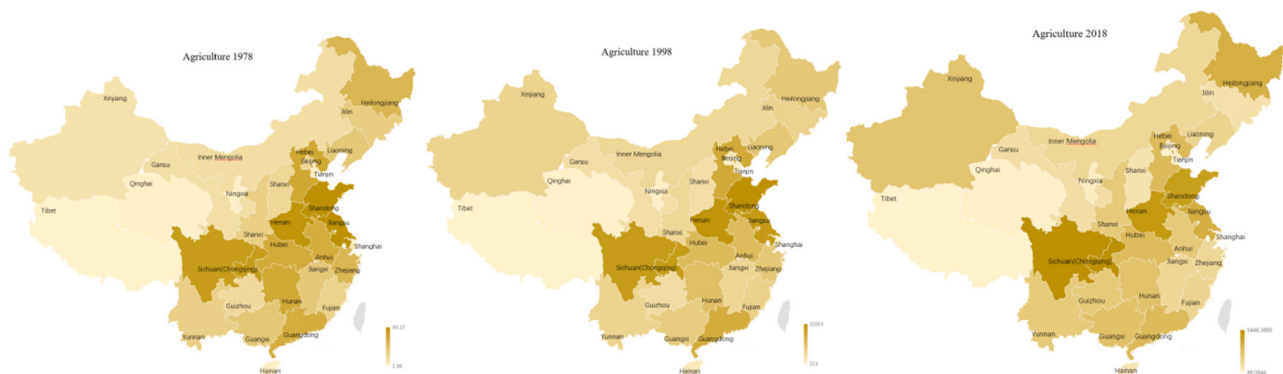 Agriculture 1978
Xinjiang
Heilongjiang
Jilin
Inner Mengolia
Liaoning
Hebei
Beijing
Tianjin
Gansu
Qinghai
Ningxia
Shanxi
Tibet
Shandong
Henan
Jiangsu
Shanxi
Shanghai
Hubei
Anhui
Sichuan(Chongqing)
Jiangxi
Zhejiang
Guizhou
Hunan
Fujian
Yunnan
Guangxi
Guangdong
Hainan
Agriculture 1998
Xinjiang
Heilongjiang
Jilin
Inner Mengolia
Liaoning
Hebei
Beijing
Tianjin
Gansu
Qinghai
Ningxia
Shanxi
Tibet
Shandong
Henan
Jiangsu
Shanxi
Shanghai
Hubei
Anhui
Sichuan(Chongqing)
Jiangxi
Zhejiang
Guizhou
Hunan
Fujian
Yunnan
Guangxi
Guangdong
Hainan
Agriculture 2018
Xinjiang
Heilongjiang
Jilin
Inner Mengolia
Liaoning
Hebei
Beijing
Tianjin
Gansu
Qinghai
Ningxia
Shanxi
Tibet
Shandong
Henan
Jiangsu
Shanxi
Shanghai
Hubei
Anhui
Sichuan(Chongqing)
Jiangxi
Zhejiang
Guizhou
Hunan
Fujian
Yunnan
Guangxi
Guangdong
Hainan